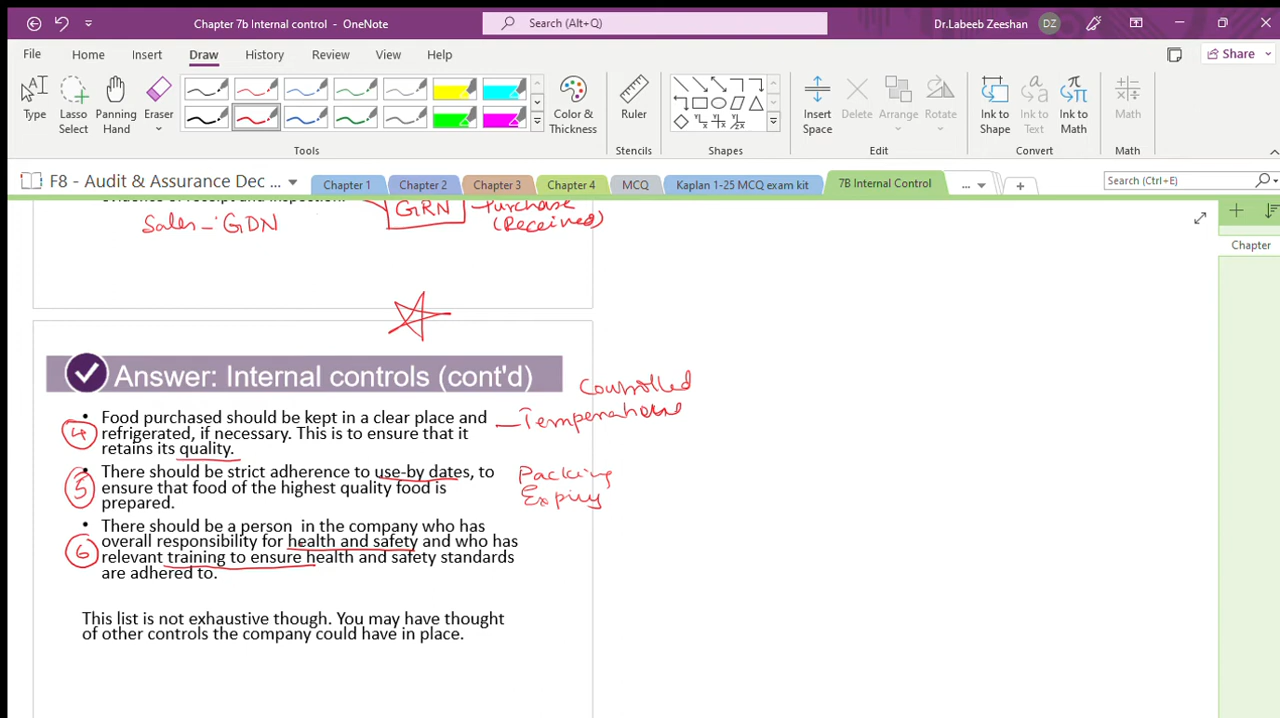 Chapter 7b Internal control - OneNote
Search (Alt+Q)
Dr.Labeeb Zeeshan
DZ
File
Home
Insert
Draw
History
Review
View
Help
Share
Type
Lasso Select
Panning Hand
Eraser
Color & Thickness
Ruler
Insert Space
Delete
Arrange
Rotate
Ink to Shape
Ink to Text
Ink to Math
Math
Tools
Stencils
Shapes
Edit
Convert
Math
F8 - Audit & Assurance Dec ...
Chapter 1
Chapter 2
Chapter 3
Chapter 4
MCQ
Kaplan 1-25 MCQ exam kit
7B Internal Control
...
Search (Ctrl+E)
Chapter
evidence of receipt and inspection.
GRN
Purchase
(Received)
Sales - GDN
Answer: Internal controls (cont'd)
Controlled
Temperature
4
• Food purchased should be kept in a clear place and
refrigerated, if necessary. This is to ensure that it
retains its quality.
5
• There should be strict adherence to use-by dates, to
ensure that food of the highest quality food is
prepared.
Packing
Expiry
6
• There should be a person in the company who has
overall responsibility for health and safety and who has
relevant training to ensure health and safety standards
are adhered to.
This list is not exhaustive though. You may have thought
of other controls the company could have in place.